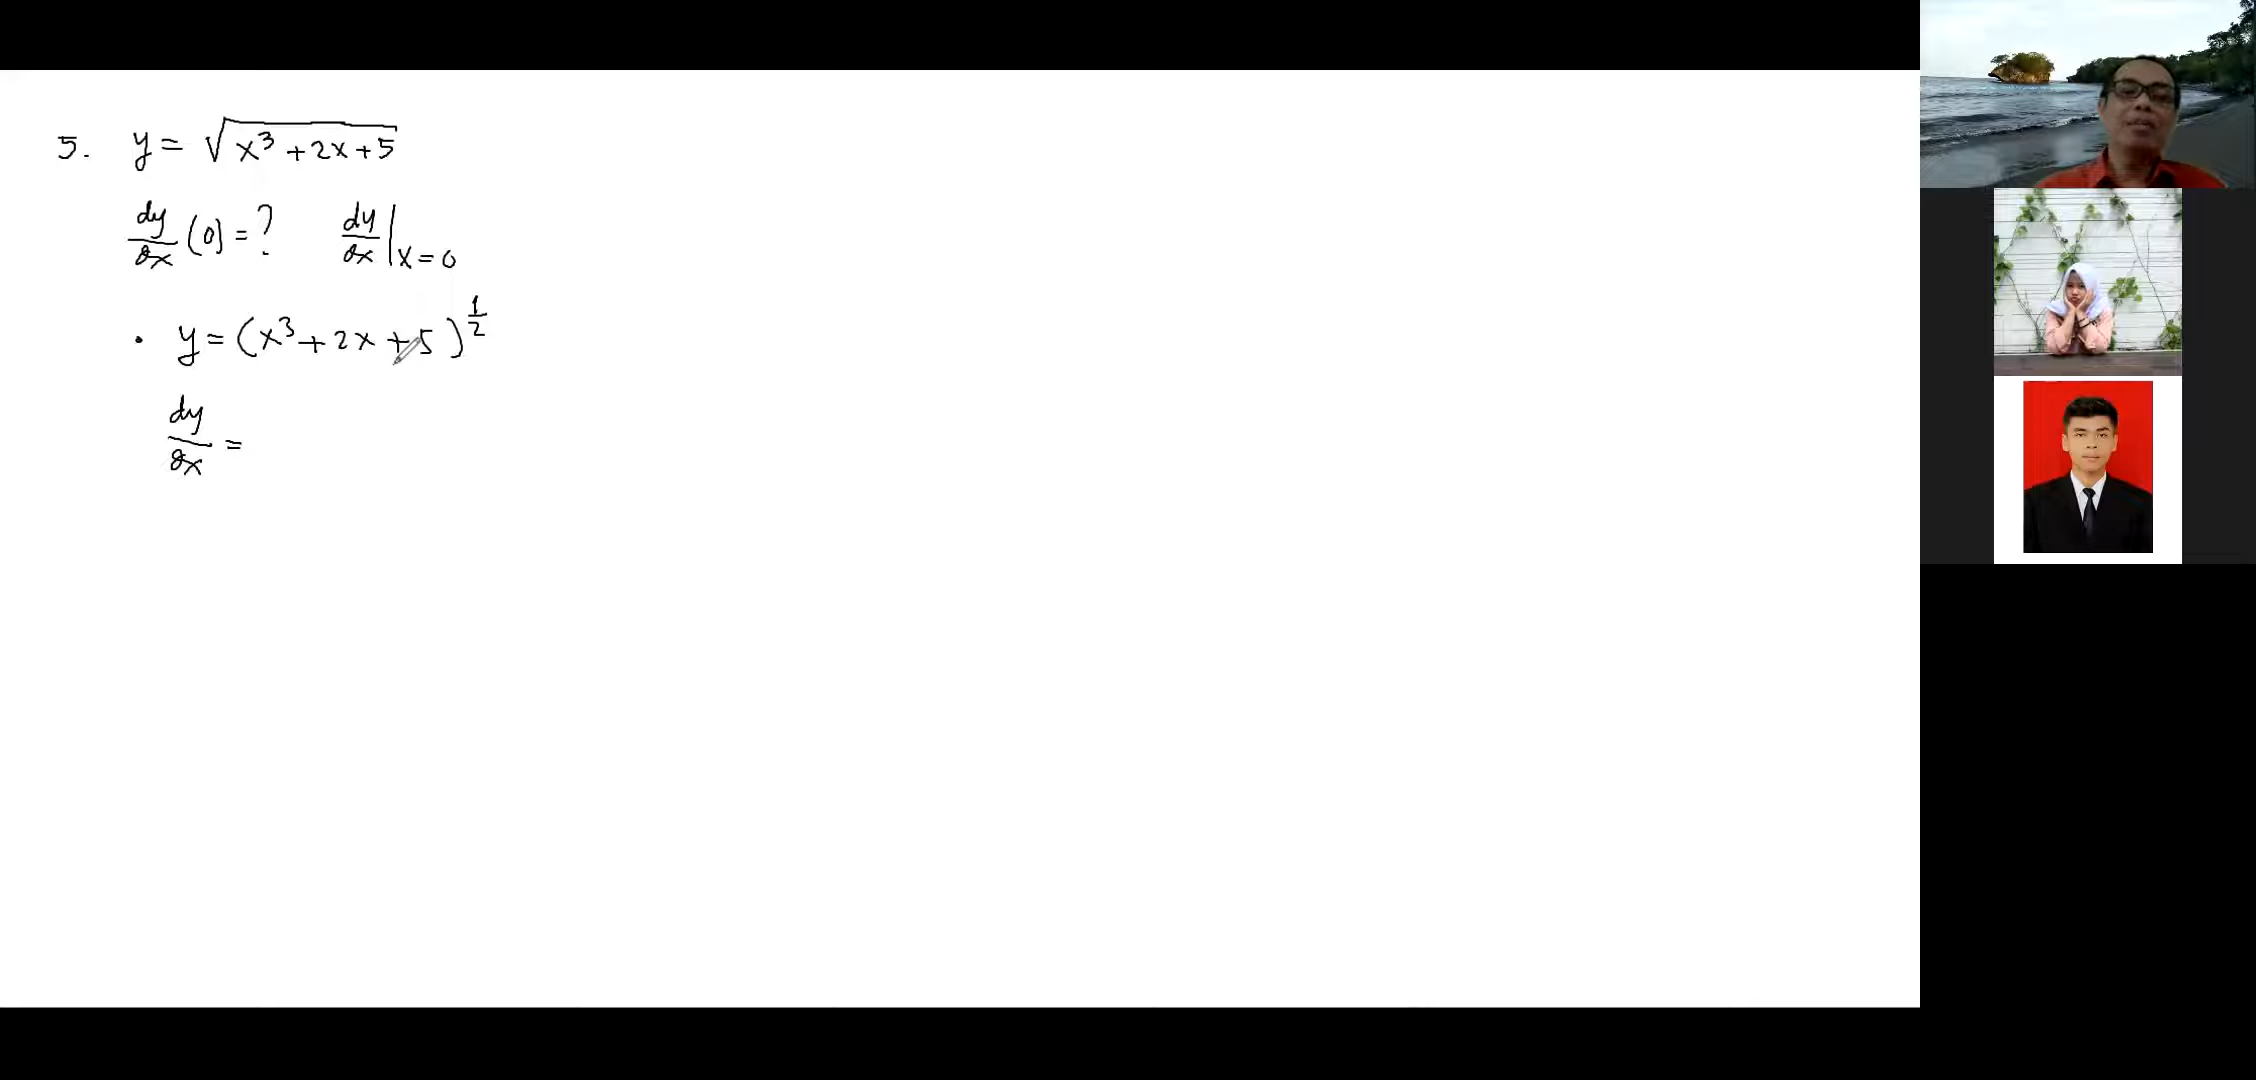 5. y = √(x³ + 2x + 5)
dy/dx (0) = ? dy/dx |x = 0
• y = (x³ + 2x + 5)^(1/2)
dy/dx =